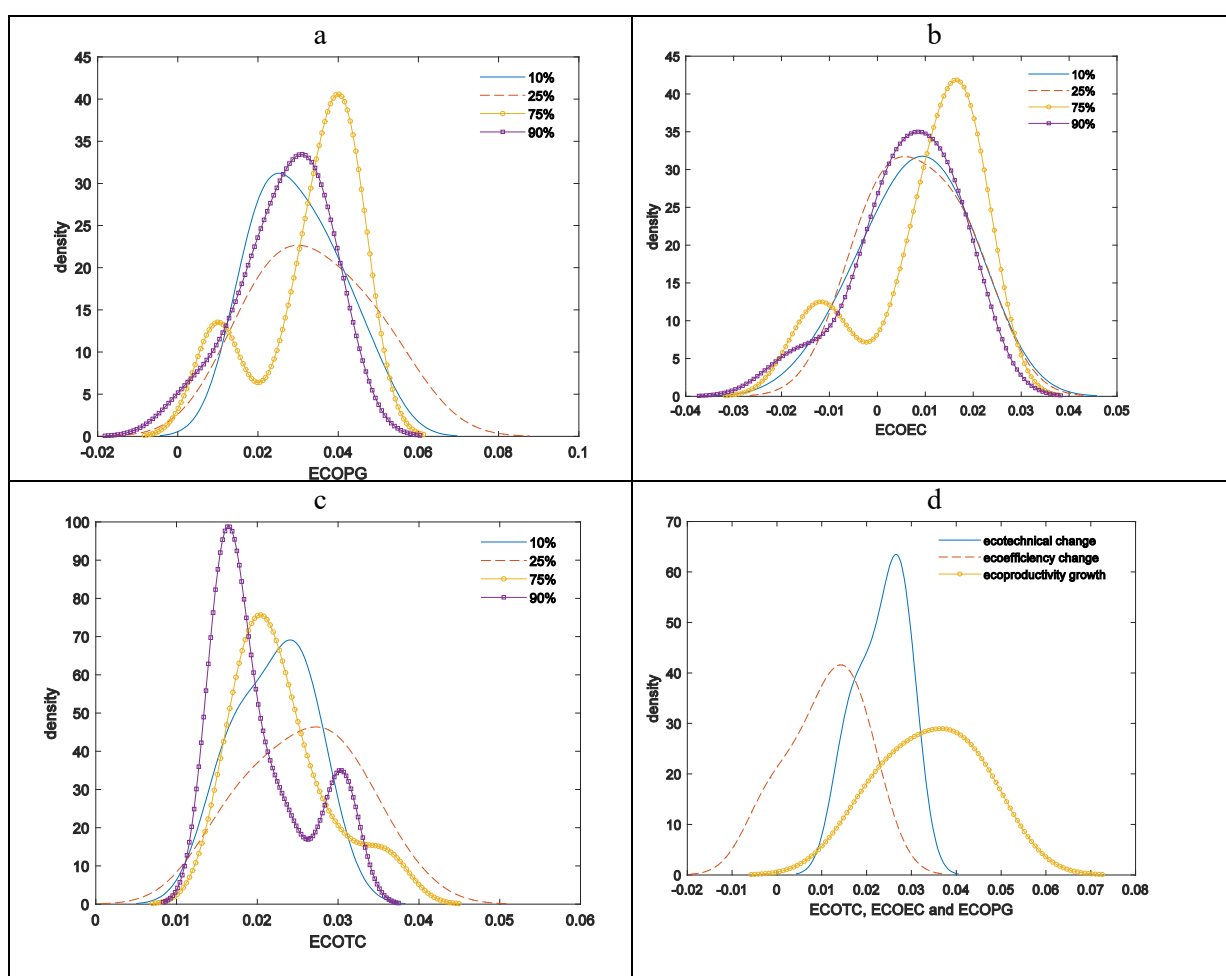 a
45
40
35
30
25
20
15
10
5
0
density
-0.02 0 0.02 0.04 0.06 0.08 0.1
ECOPG
10%
25%
75%
90%
b
45
40
35
30
25
20
15
10
5
0
density
-0.04 -0.03 -0.02 -0.01 0 0.01 0.02 0.03 0.04 0.05
ECOEC
10%
25%
75%
90%
c
100
90
80
70
60
50
40
30
20
10
0
density
0 0.01 0.02 0.03 0.04 0.05 0.06
ECOTC
10%
25%
75%
90%
d
70
60
50
40
30
20
10
0
density
-0.02 -0.01 0 0.01 0.02 0.03 0.04 0.05 0.06 0.07 0.08
ECOTC, ECOEC and ECOPG
ecotechnical change
ecoefficiency change
ecoproductivity growth